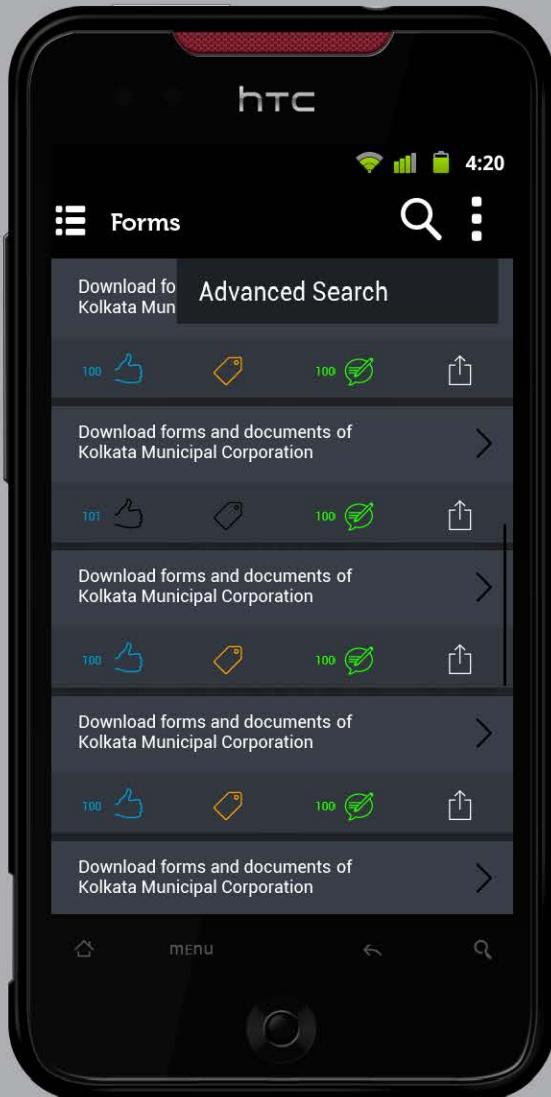 hTC
4:20
Forms
Advanced Search
Download fo
Kolkata Mun
100
100
Download forms and documents of
Kolkata Municipal Corporation
101
100
Download forms and documents of
Kolkata Municipal Corporation
100
100
Download forms and documents of
Kolkata Municipal Corporation
100
100
Download forms and documents of
Kolkata Municipal Corporation
mEnu